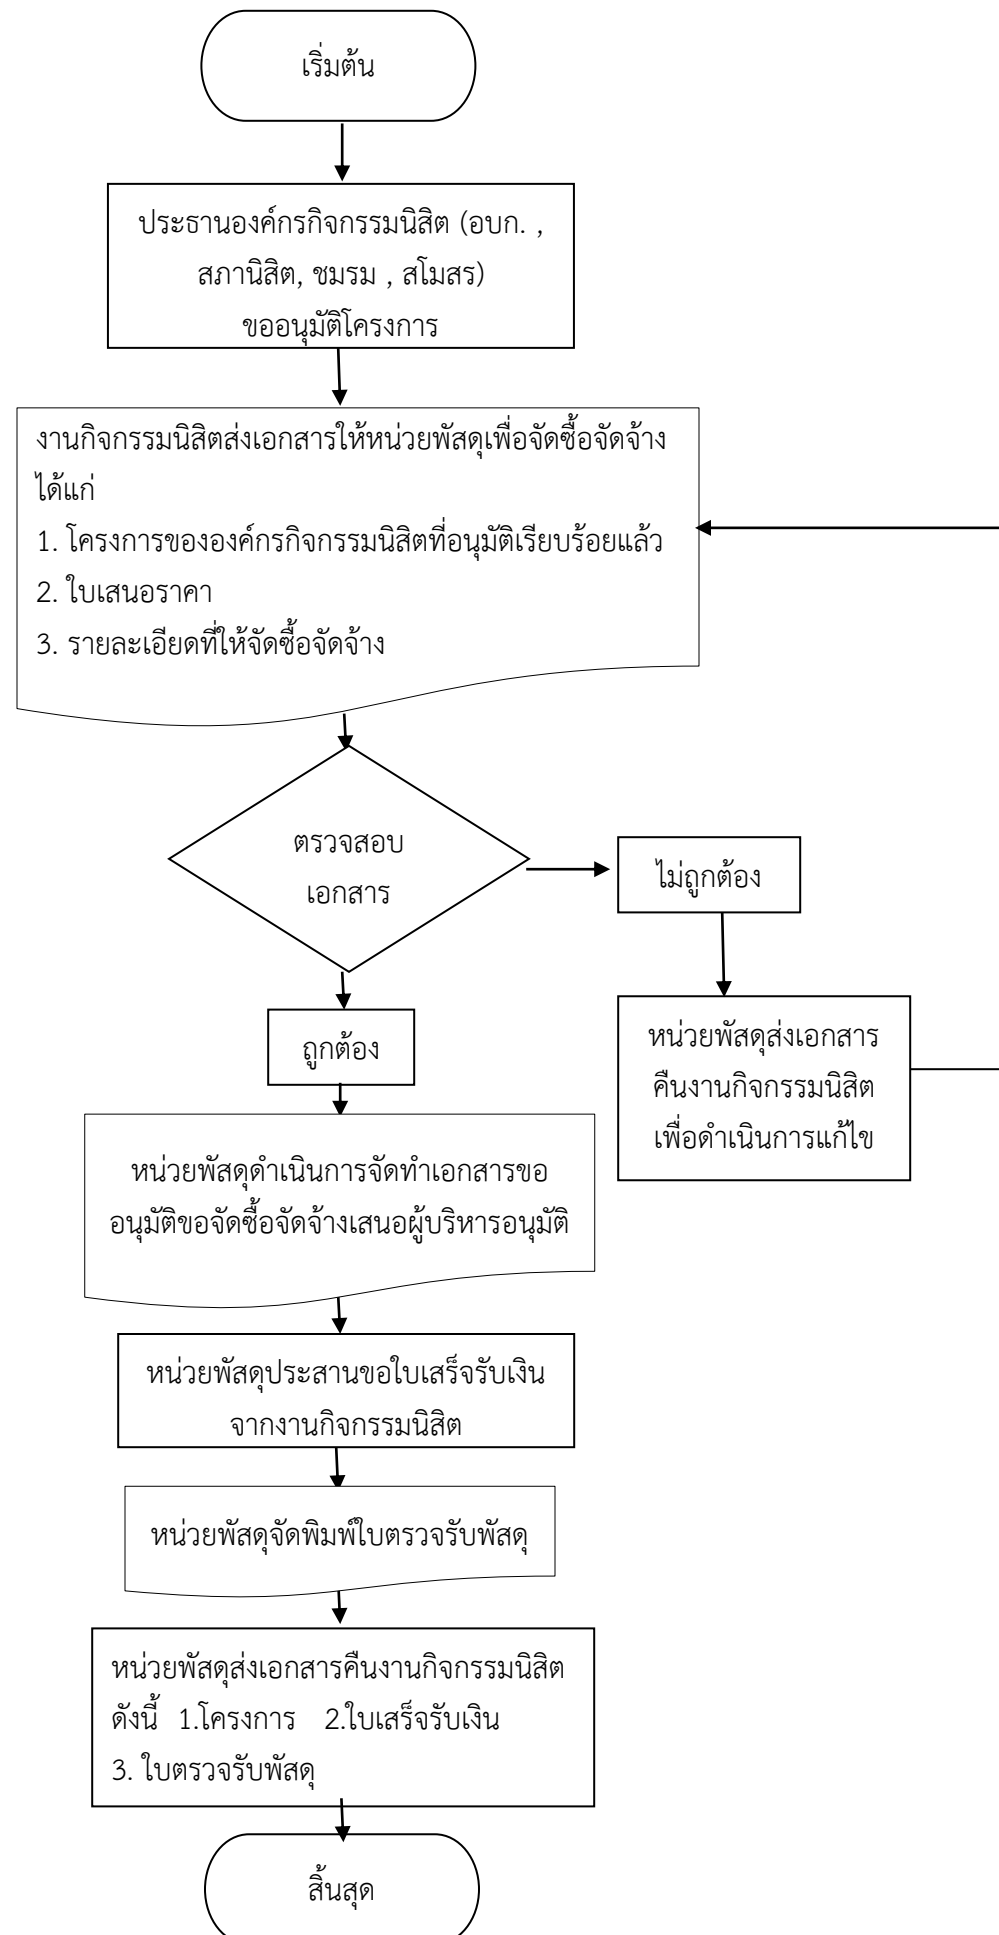 เริ่มต้น
ประธานองค์กรกิจกรรมนิสิต (อบก. ,
สภานิสิต, ชมรม , สโมสร)
ขออนุมัติโครงการ
งานกิจกรรมนิสิตส่งเอกสารให้หน่วยพัสดุเพื่อจัดซื้อจัดจ้าง
ได้แก่
1. โครงการขององค์กรกิจกรรมนิสิตที่อนุมัติเรียบร้อยแล้ว
2. ใบเสนอราคา
3. รายละเอียดที่ให้จัดซื้อจัดจ้าง
ตรวจสอบ
เอกสาร
ไม่ถูกต้อง
หน่วยพัสดุส่งเอกสาร
คืนงานกิจกรรมนิสิต
เพื่อดำเนินการแก้ไข
ถูกต้อง
หน่วยพัสดุดำเนินการจัดทำเอกสารขอ
อนุมัติขอจัดซื้อจัดจ้างเสนอผู้บริหารอนุมัติ
หน่วยพัสดุประสานขอใบเสร็จรับเงิน
จากงานกิจกรรมนิสิต
หน่วยพัสดุจัดพิมพ์ใบตรวจรับพัสดุ
หน่วยพัสดุส่งเอกสารคืนงานกิจกรรมนิสิต
ดังนี้ 1.โครงการ 2.ใบเสร็จรับเงิน
3. ใบตรวจรับพัสดุ
สิ้นสุด